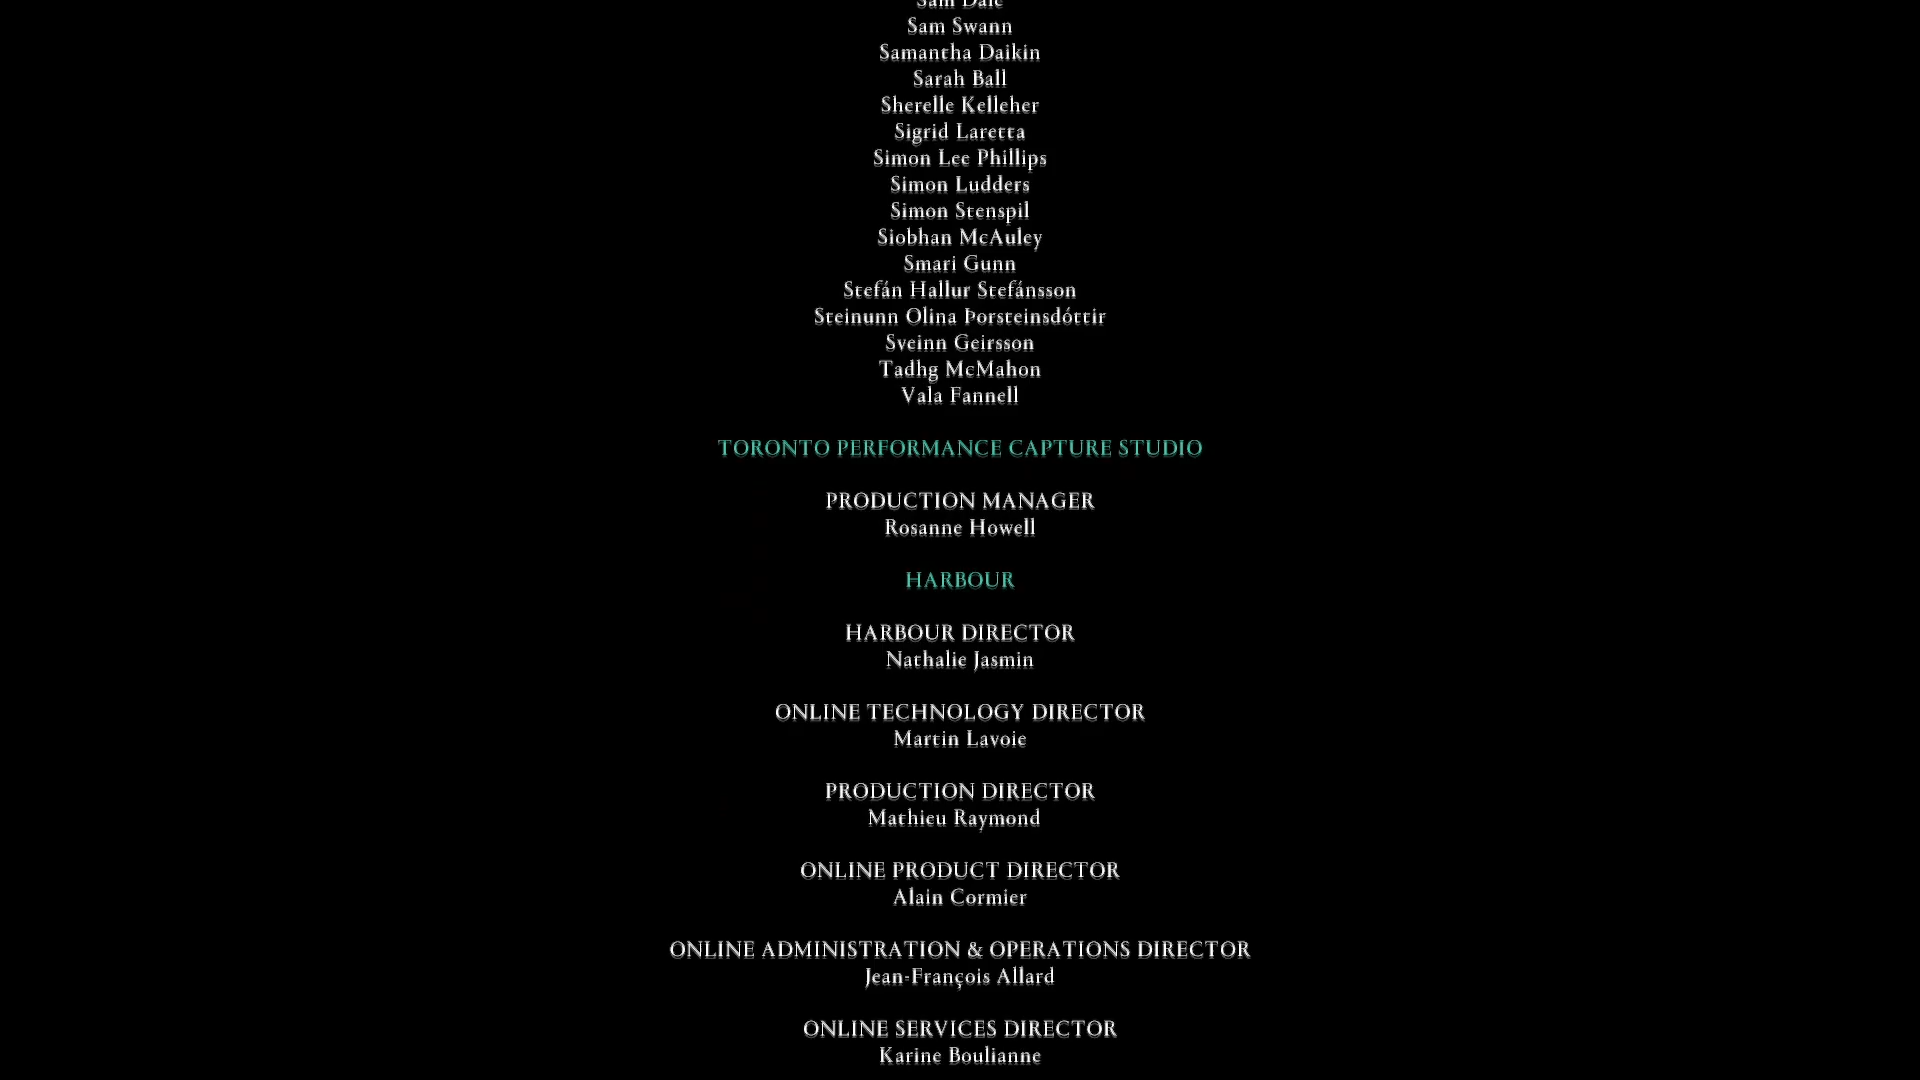 Sam Dale
Sam Swann
Samantha Daikin
Sarah Ball
Sherelle Kelleher
Sigrid Laretta
Simon Lee Phillips
Simon Ludders
Simon Stenspil
Siobhan McAuley
Smari Gunn
Stefán Hallur Stefánsson
Steinunn Olina Þorsteinsdóttir
Sveinn Geirsson
Tadhg McMahon
Vala Fannell
TORONTO PERFORMANCE CAPTURE STUDIO
PRODUCTION MANAGER
Rosanne Howell
HARBOUR
HARBOUR DIRECTOR
Nathalie Jasmin
ONLINE TECHNOLOGY DIRECTOR
Martin Lavoie
PRODUCTION DIRECTOR
Mathieu Raymond
ONLINE PRODUCT DIRECTOR
Alain Cormier
ONLINE ADMINISTRATION & OPERATIONS DIRECTOR
Jean-François Allard
ONLINE SERVICES DIRECTOR
Karine Boulianne